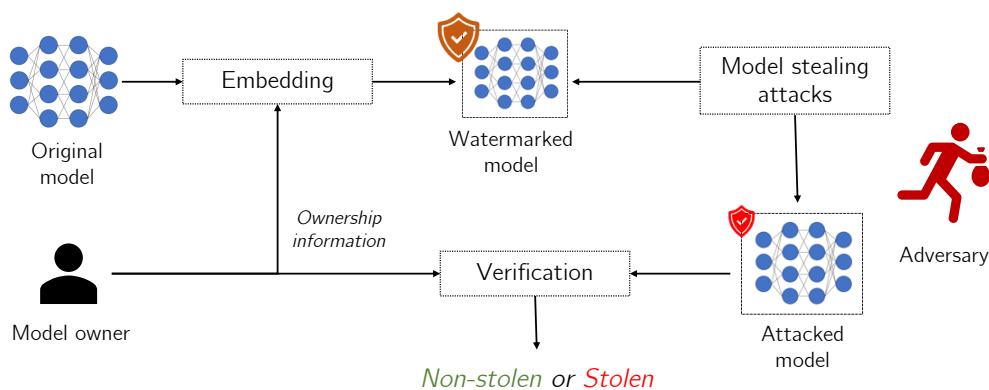 Embedding
Model stealing
attacks
Original
model
Watermarked
model
Ownership
information
Adversary
Verification
Model owner
Attacked
model
Non-stolen or Stolen